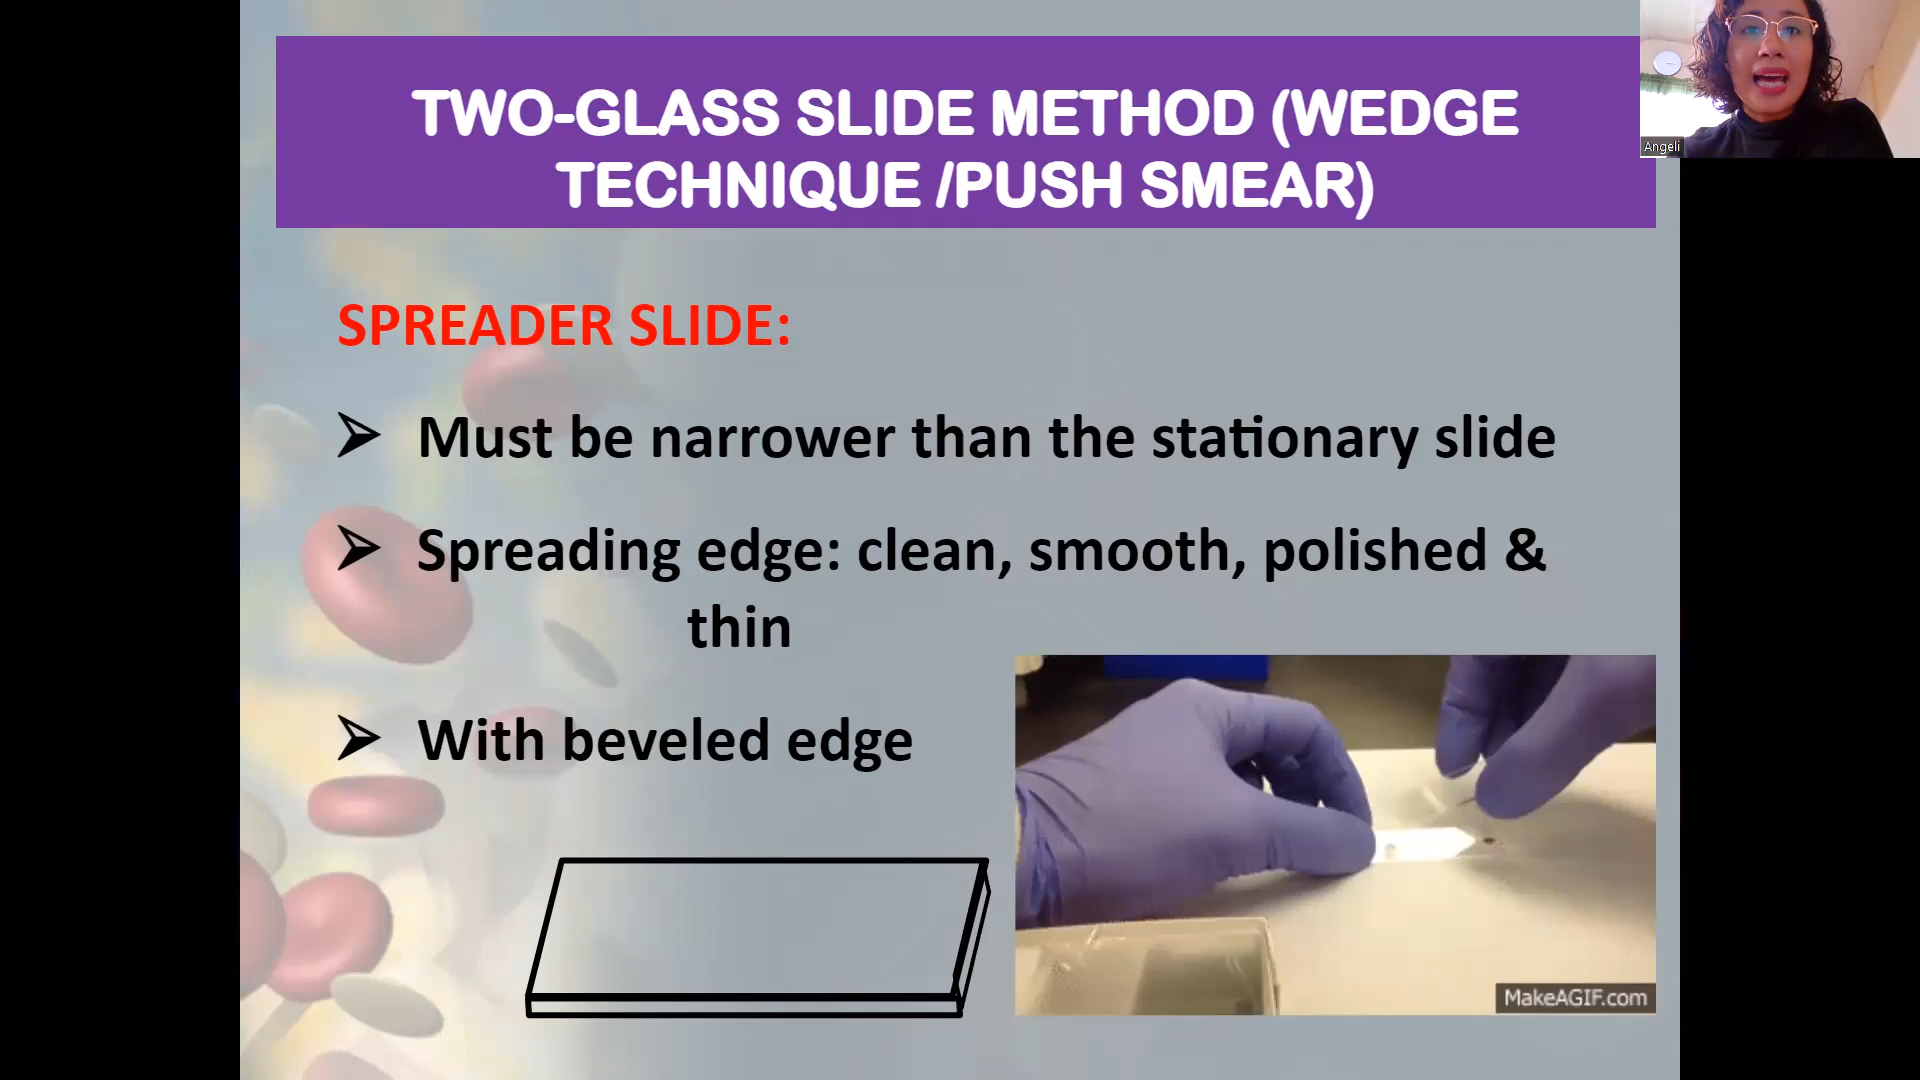 TWO-GLASS SLIDE METHOD (WEDGE
TECHNIQUE /PUSH SMEAR)
Angeli
SPREADER SLIDE:
➢ Must be narrower than the stationary slide
➢ Spreading edge: clean, smooth, polished &
thin
➢ With beveled edge
MakeAGIF.com